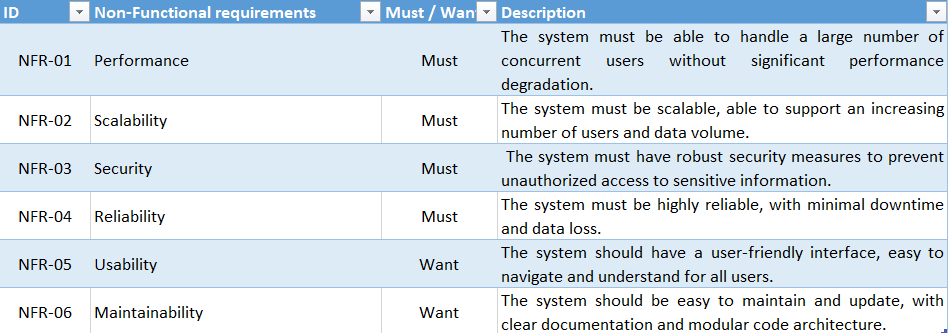 ID Non-Functional requirements Must / Want Description
The system must be able to handle a large number of
NFR-01 Performance Must concurrent users without significant performance
degradation.
NFR-02 Scalability Must The system must be scalable, able to support an increasing
number of users and data volume.
NFR-03 Security Must The system must have robust security measures to prevent
unauthorized access to sensitive information.
NFR-04 Reliability Must The system must be highly reliable, with minimal downtime
and data loss.
NFR-05 Usability Want The system should have a user-friendly interface, easy to
navigate and understand for all users.
NFR-06 Maintainability Want The system should be easy to maintain and update, with
clear documentation and modular code architecture.